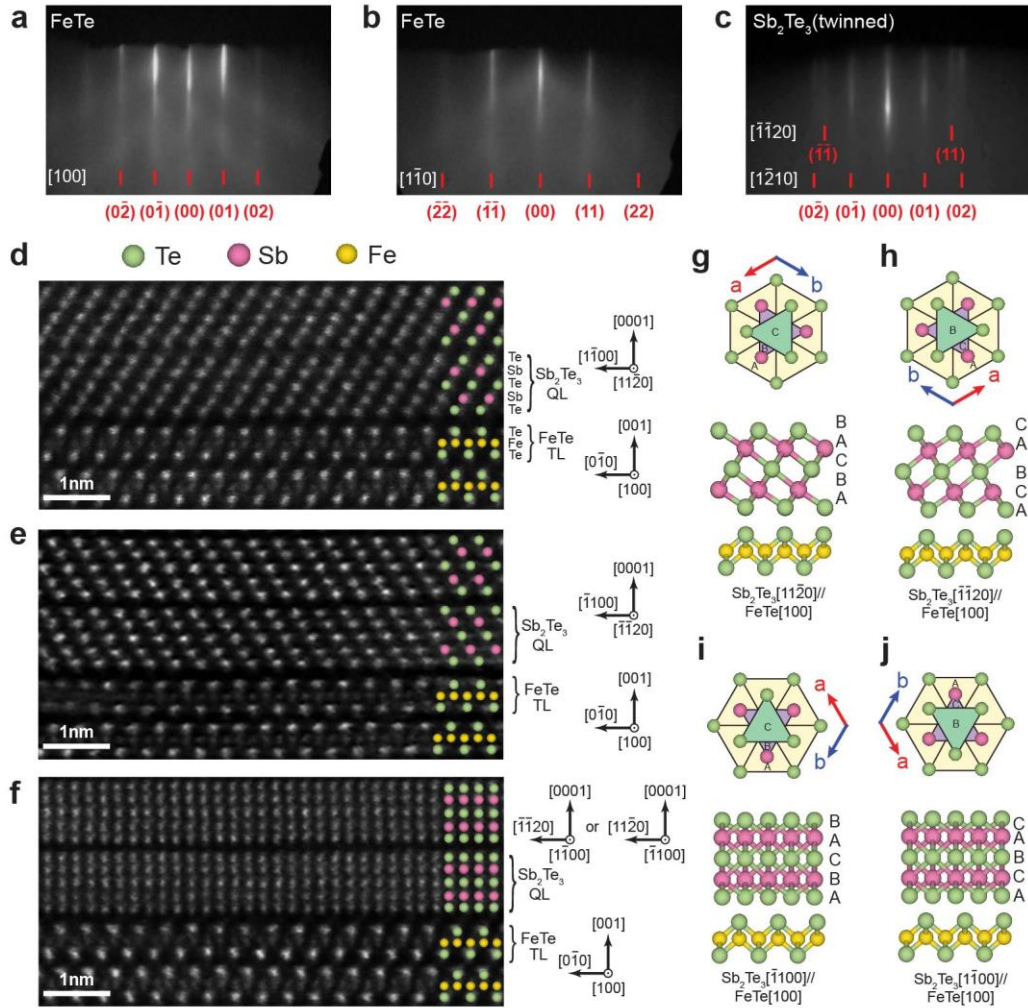 a
FeTe
[100]
(02̄) (01̄) (00) (01) (02)
b
FeTe
[11̄0]
(2̄2̄) (1̄1̄) (00) (11) (22)
c
Sb₂Te₃(twinned)
[1̄1̄20]
(1̄1̄) (11)
[12̄10]
(02̄) (01̄) (00) (01) (02)
d
Te Sb Fe
Te
Sb
Te
Sb
Te
Sb₂Te₃
QL
Te
Fe
Te
FeTe
TL
1nm
[0001]
[11̄00]
[112̄0]
[001]
[01̄0]
[100]
e
Sb₂Te₃
QL
FeTe
TL
1nm
[0001]
[1̄100]
[1̄1̄20]
[001]
[01̄0]
[100]
f
Sb₂Te₃
QL
FeTe
TL
1nm
[0001] [0001]
[1̄1̄20] or [112̄0]
[11̄00] [1̄100]
[001]
[01̄0]
[100]
g
a b
C
B
A
B
A
C
B
A
Sb₂Te₃[112̄0]//
FeTe[100]
h
B
C
A
b a
C
A
B
C
A
Sb₂Te₃[1̄1̄20]//
FeTe[100]
i
a
C
B
A
b
B
A
C
B
A
Sb₂Te₃[1̄100]//
FeTe[100]
j
b
A
C
B
a
C
A
B
C
A
Sb₂Te₃[11̄00]//
FeTe[100]